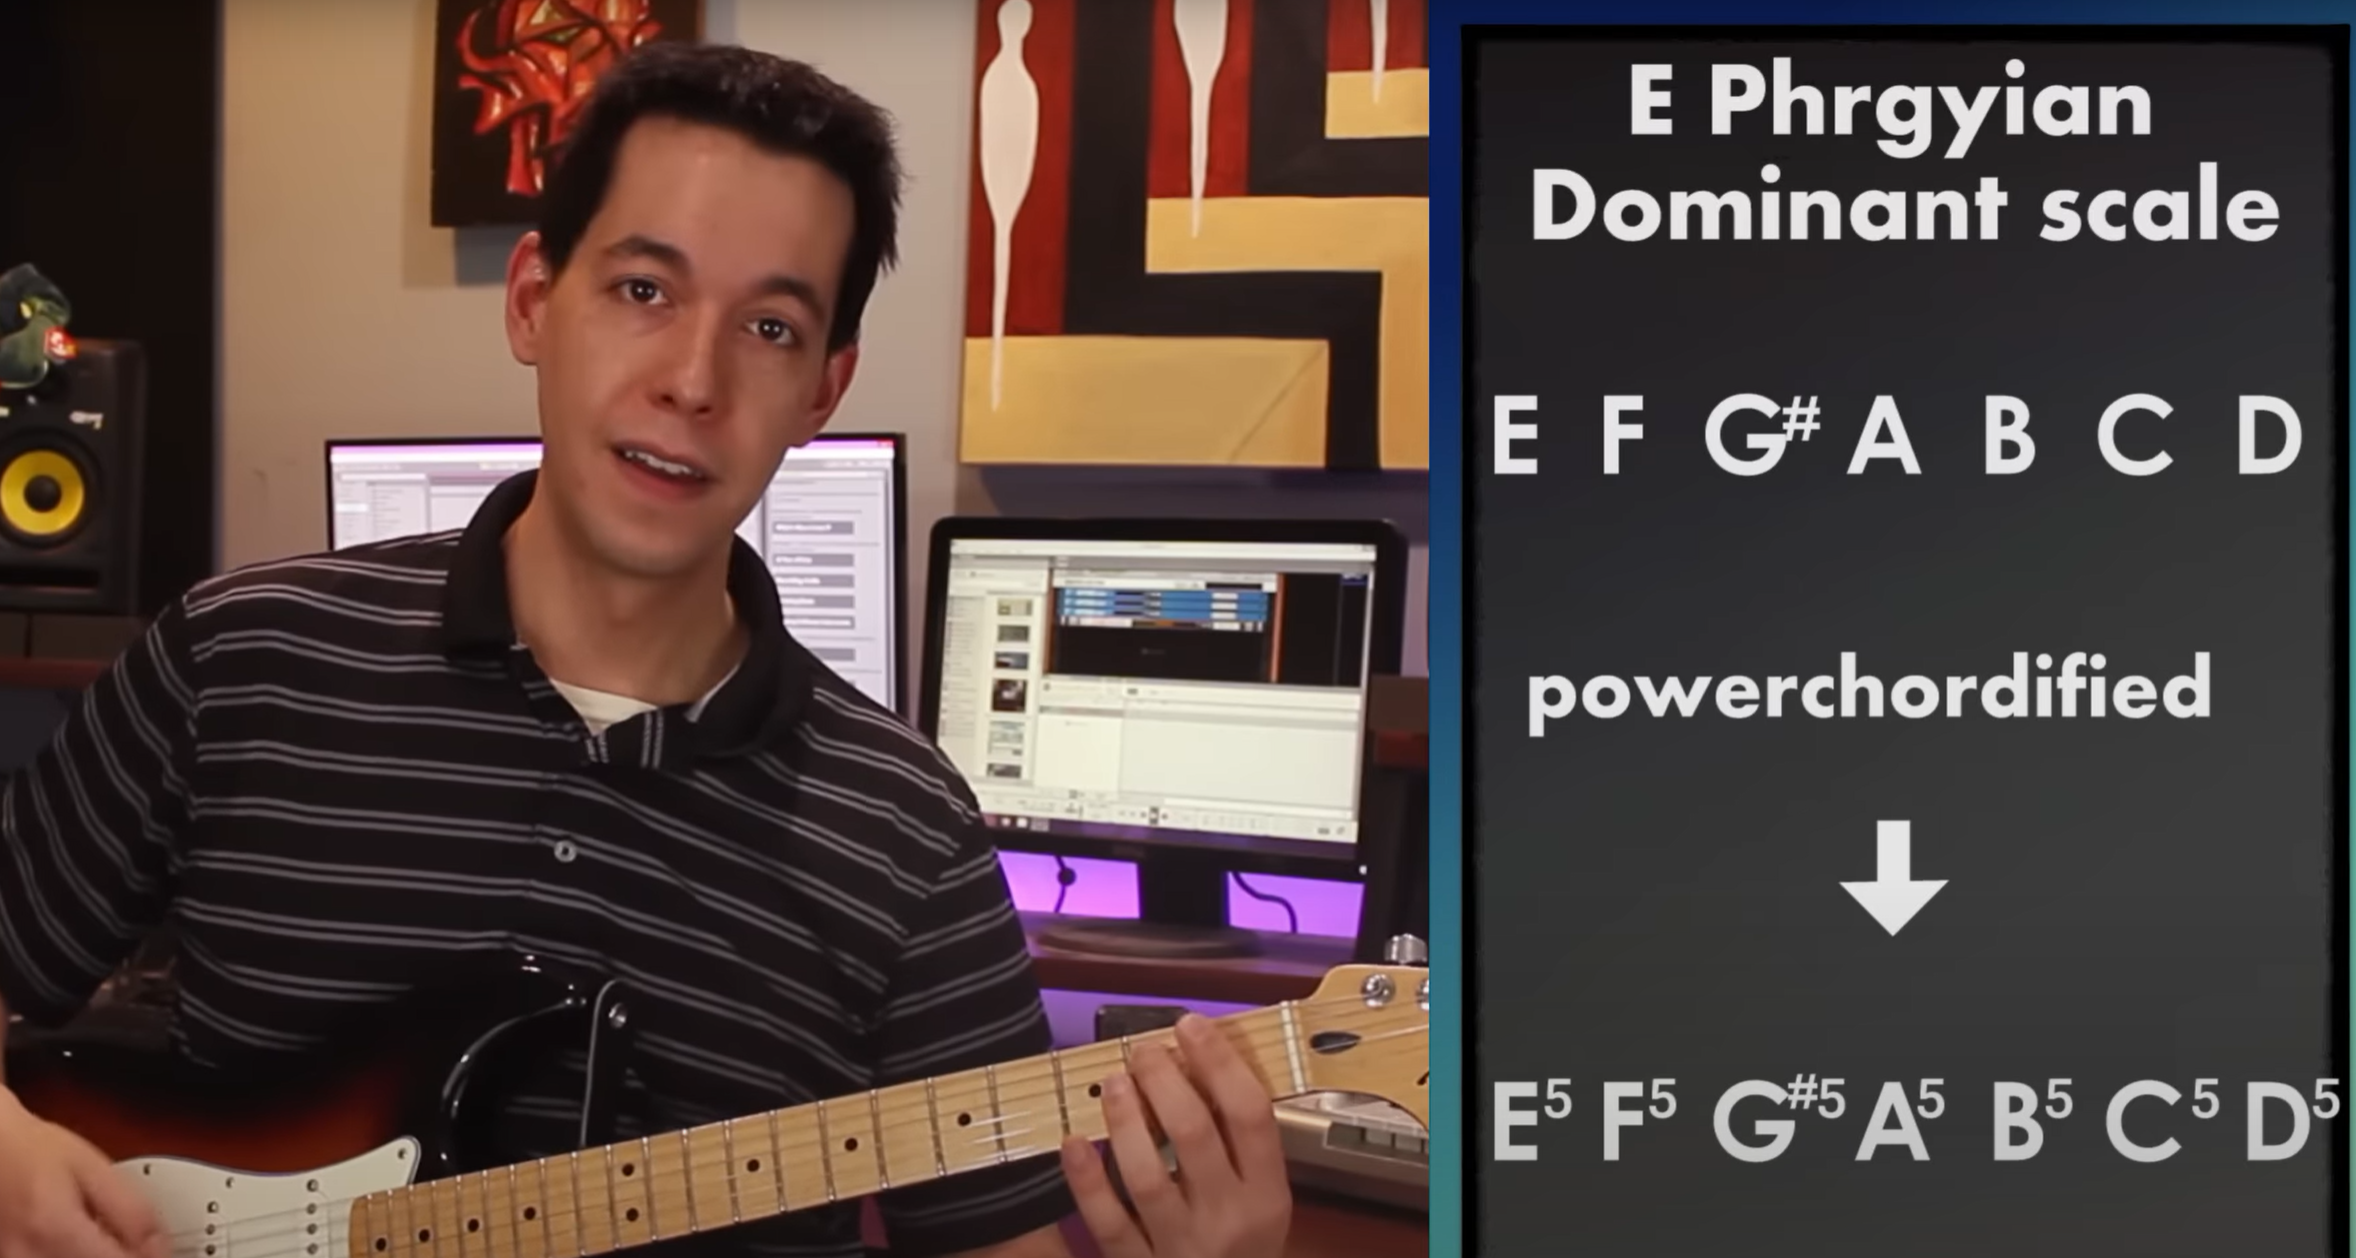 E Phrgyian
Dominant scale
E F G# A B C D
powerchordified
E5 F5 G#5 A5 B5 C5 D5